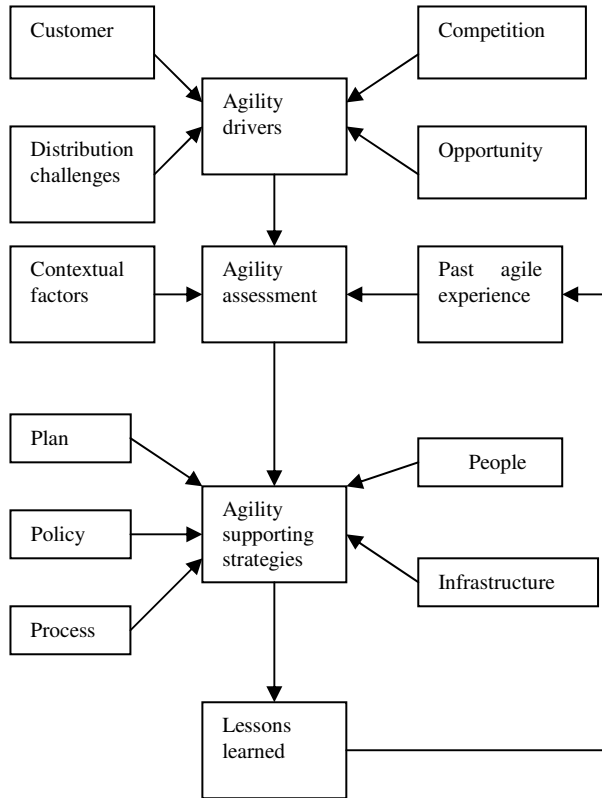 Customer
Competition
Agility
drivers
Distribution
challenges
Opportunity
Contextual
factors
Agility
assessment
Past agile
experience
Plan
People
Agility
supporting
strategies
Policy
Infrastructure
Process
Lessons
learned